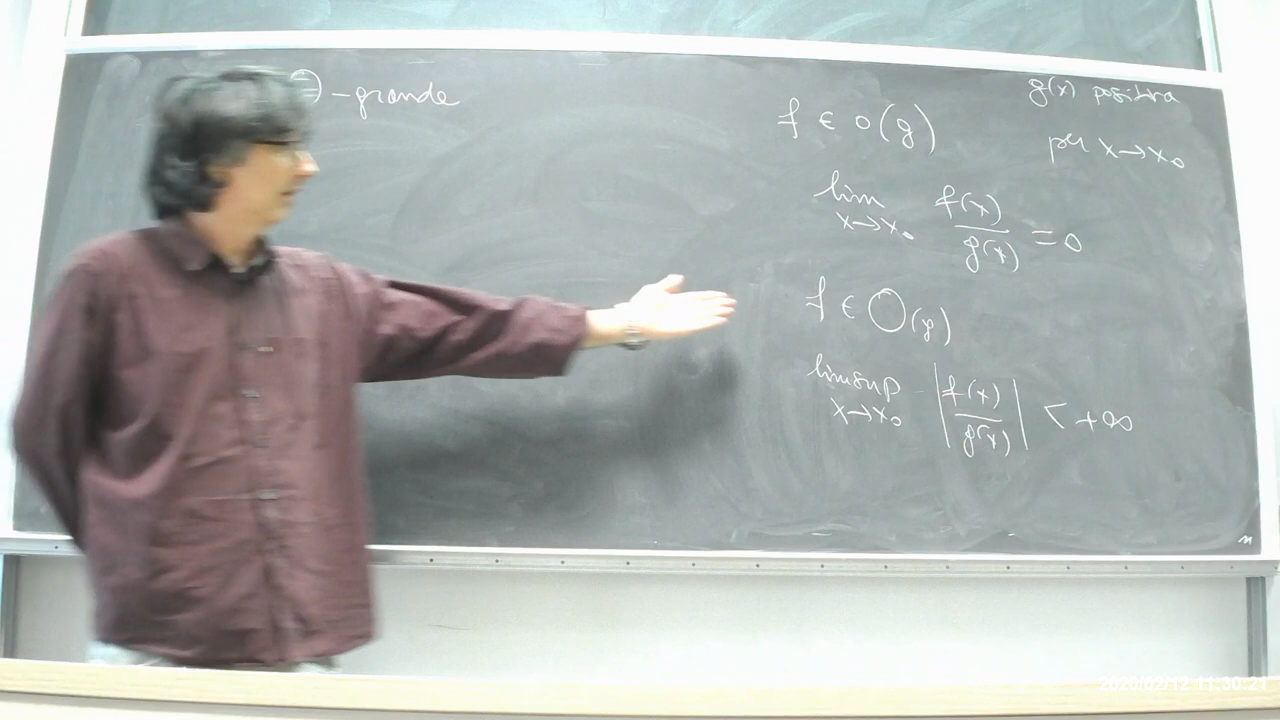 -grande
g(x) positiva
per x→x₀
f ∈ o(g)
lim x→x₀ f(x)/g(x) = 0
f ∈ O(g)
limsup x→x₀ |f(x)/g(x)| < +∞
2020/02/12 11:30:21